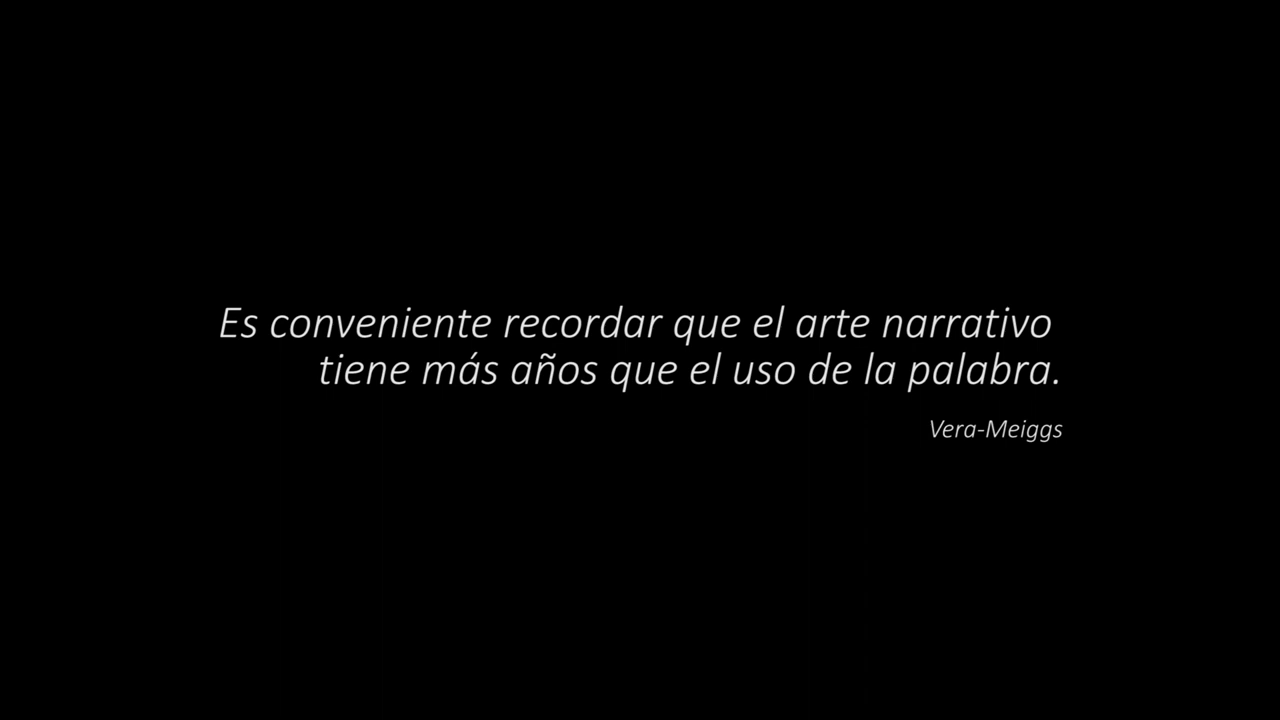 Es conveniente recordar que el arte narrativo
tiene más años que el uso de la palabra.
Vera-Meiggs